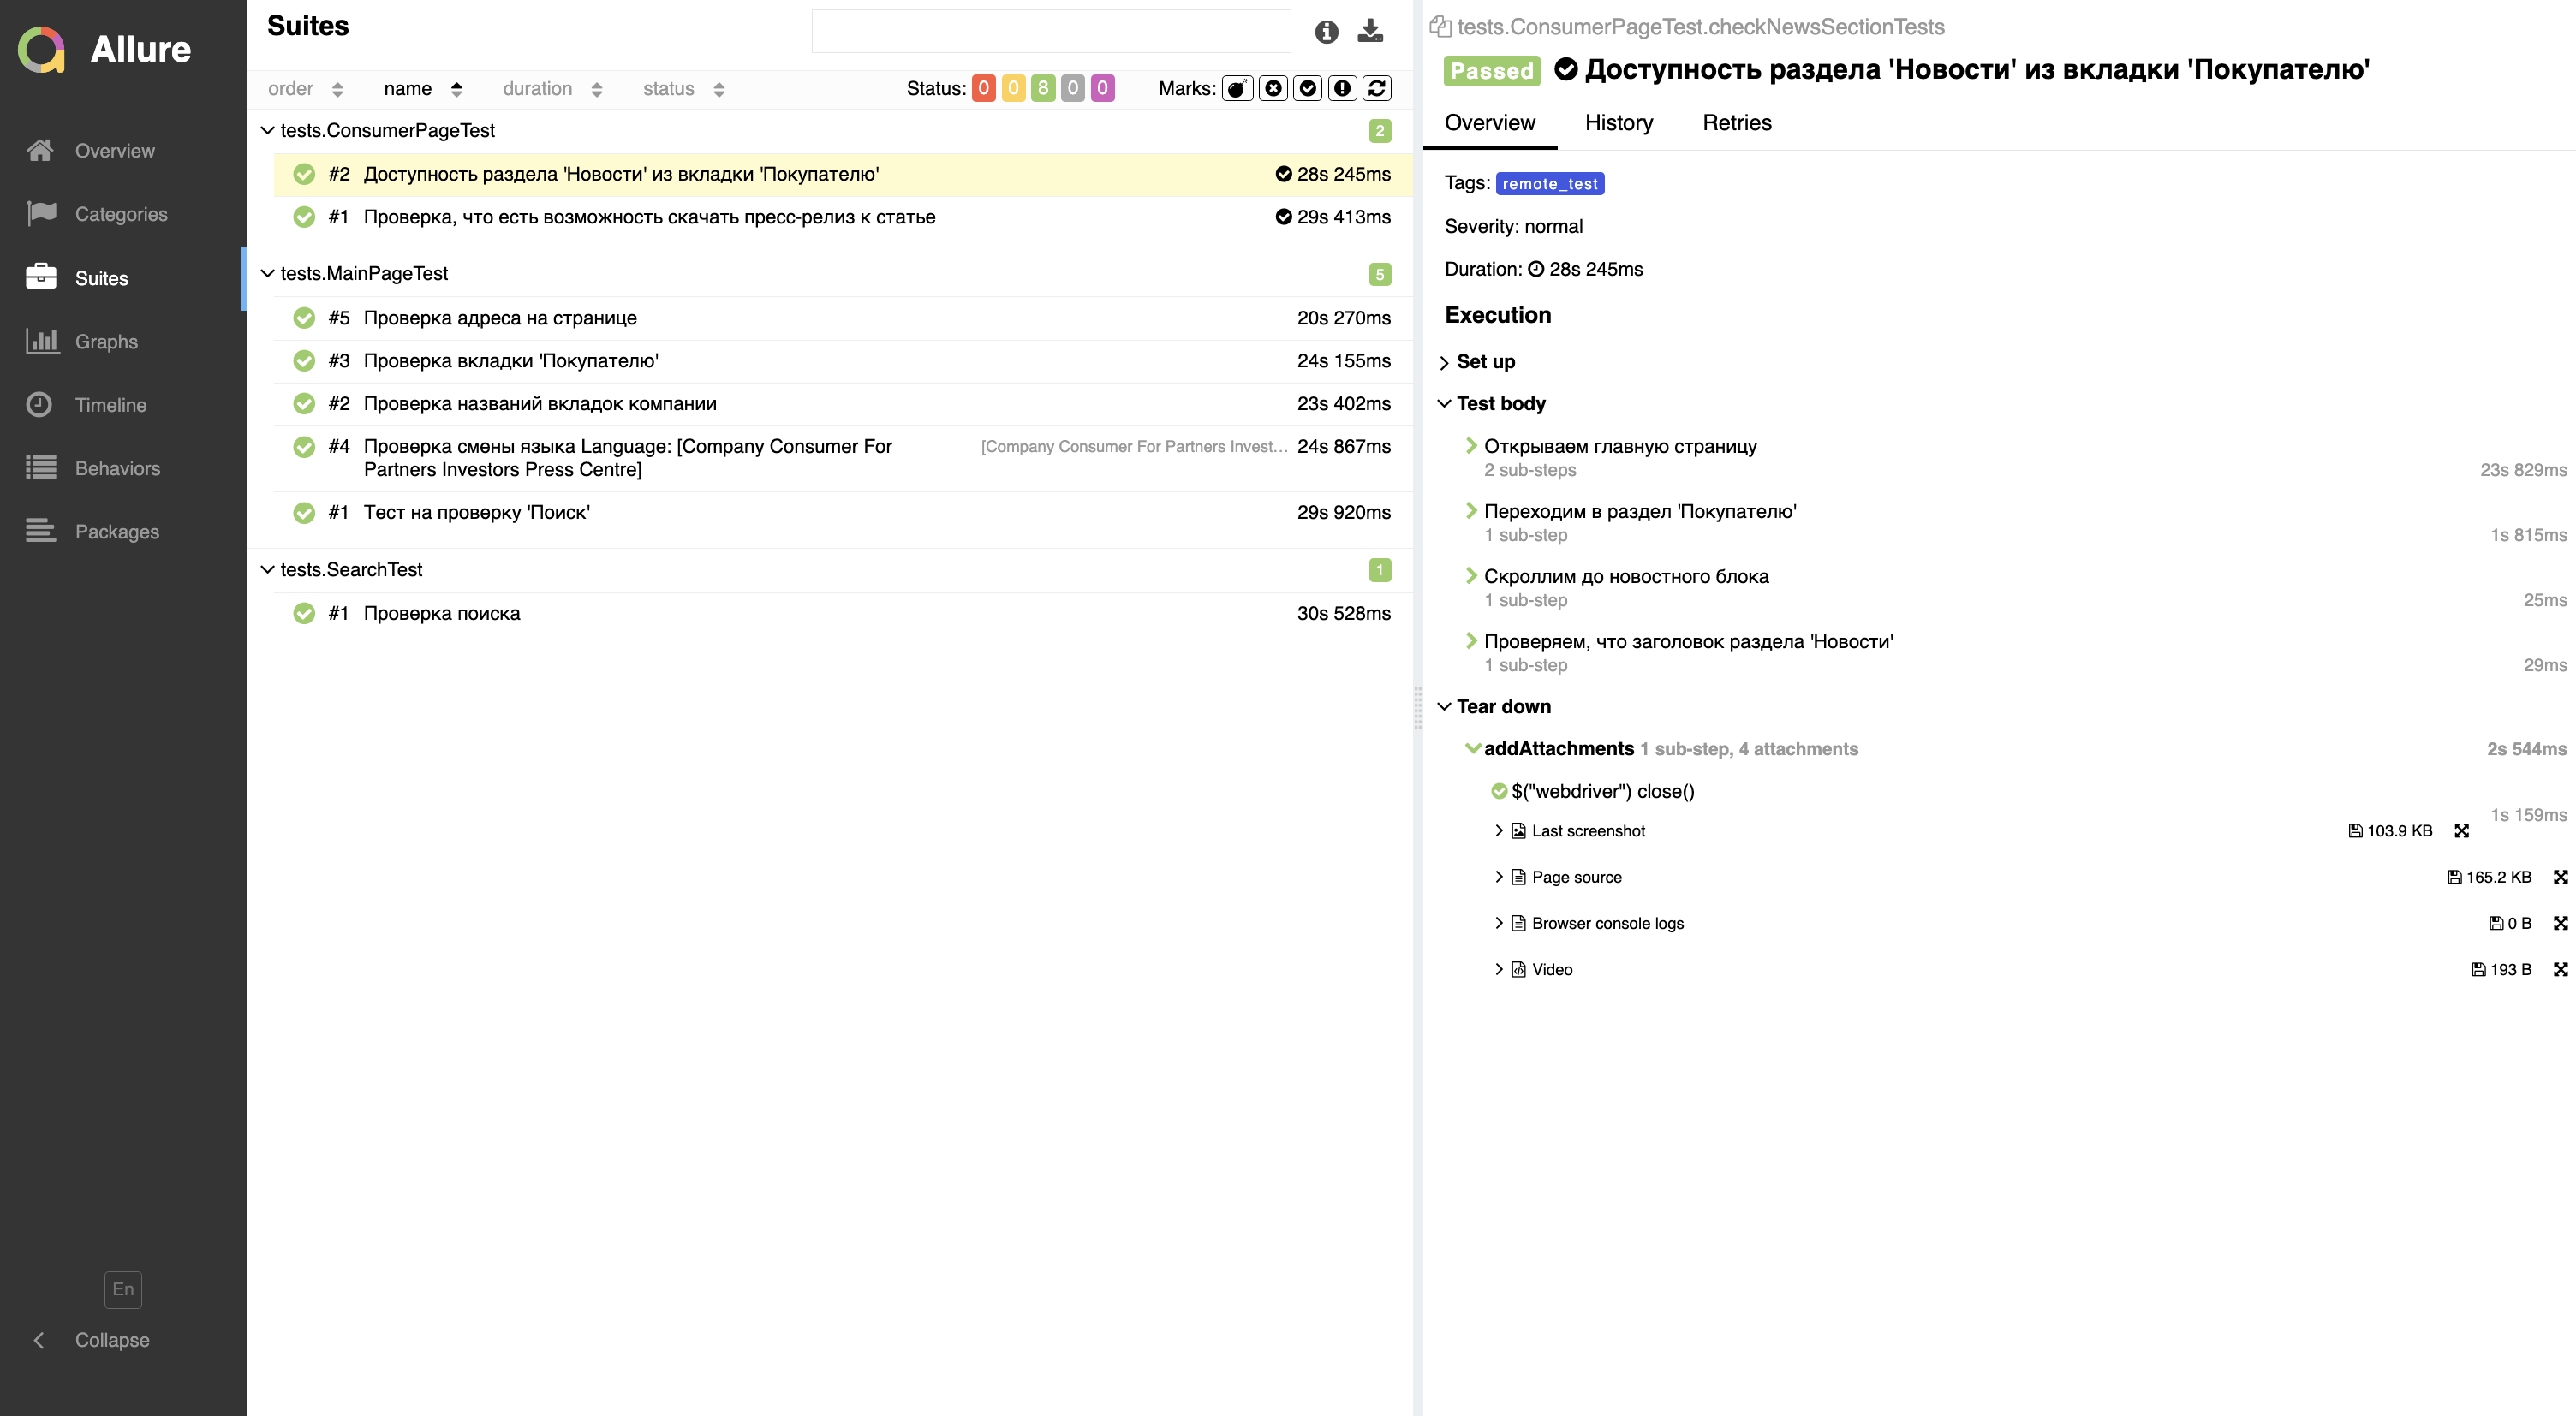 Allure
Overview
Categories
Suites
Graphs
Timeline
Behaviors
Packages
En
Collapse
Suites
order name duration status Status: 0 0 8 0 0 Marks:
tests.ConsumerPageTest 2
#2 Доступность раздела 'Новости' из вкладки 'Покупателю' 28s 245ms
#1 Проверка, что есть возможность скачать пресс-релиз к статье 29s 413ms
tests.MainPageTest 5
#5 Проверка адреса на странице 20s 270ms
#3 Проверка вкладки 'Покупателю' 24s 155ms
#2 Проверка названий вкладок компании 23s 402ms
#4 Проверка смены языка Language: [Company Consumer For [Company Consumer For Partners Invest... 24s 867ms
Partners Investors Press Centre]
#1 Тест на проверку 'Поиск' 29s 920ms
tests.SearchTest 1
#1 Проверка поиска 30s 528ms
tests.ConsumerPageTest.checkNewsSectionTests
Passed Доступность раздела 'Новости' из вкладки 'Покупателю'
Overview History Retries
Tags: remote_test
Severity: normal
Duration: 28s 245ms
Execution
Set up
Test body
Открываем главную страницу
2 sub-steps 23s 829ms
Переходим в раздел 'Покупателю'
1 sub-step 1s 815ms
Скроллим до новостного блока
1 sub-step 25ms
Проверяем, что заголовок раздела 'Новости'
1 sub-step 29ms
Tear down
addAttachments 1 sub-step, 4 attachments 2s 544ms
$("webdriver") close()
1s 159ms
Last screenshot 103.9 KB
Page source 165.2 KB
Browser console logs 0 B
Video 193 B